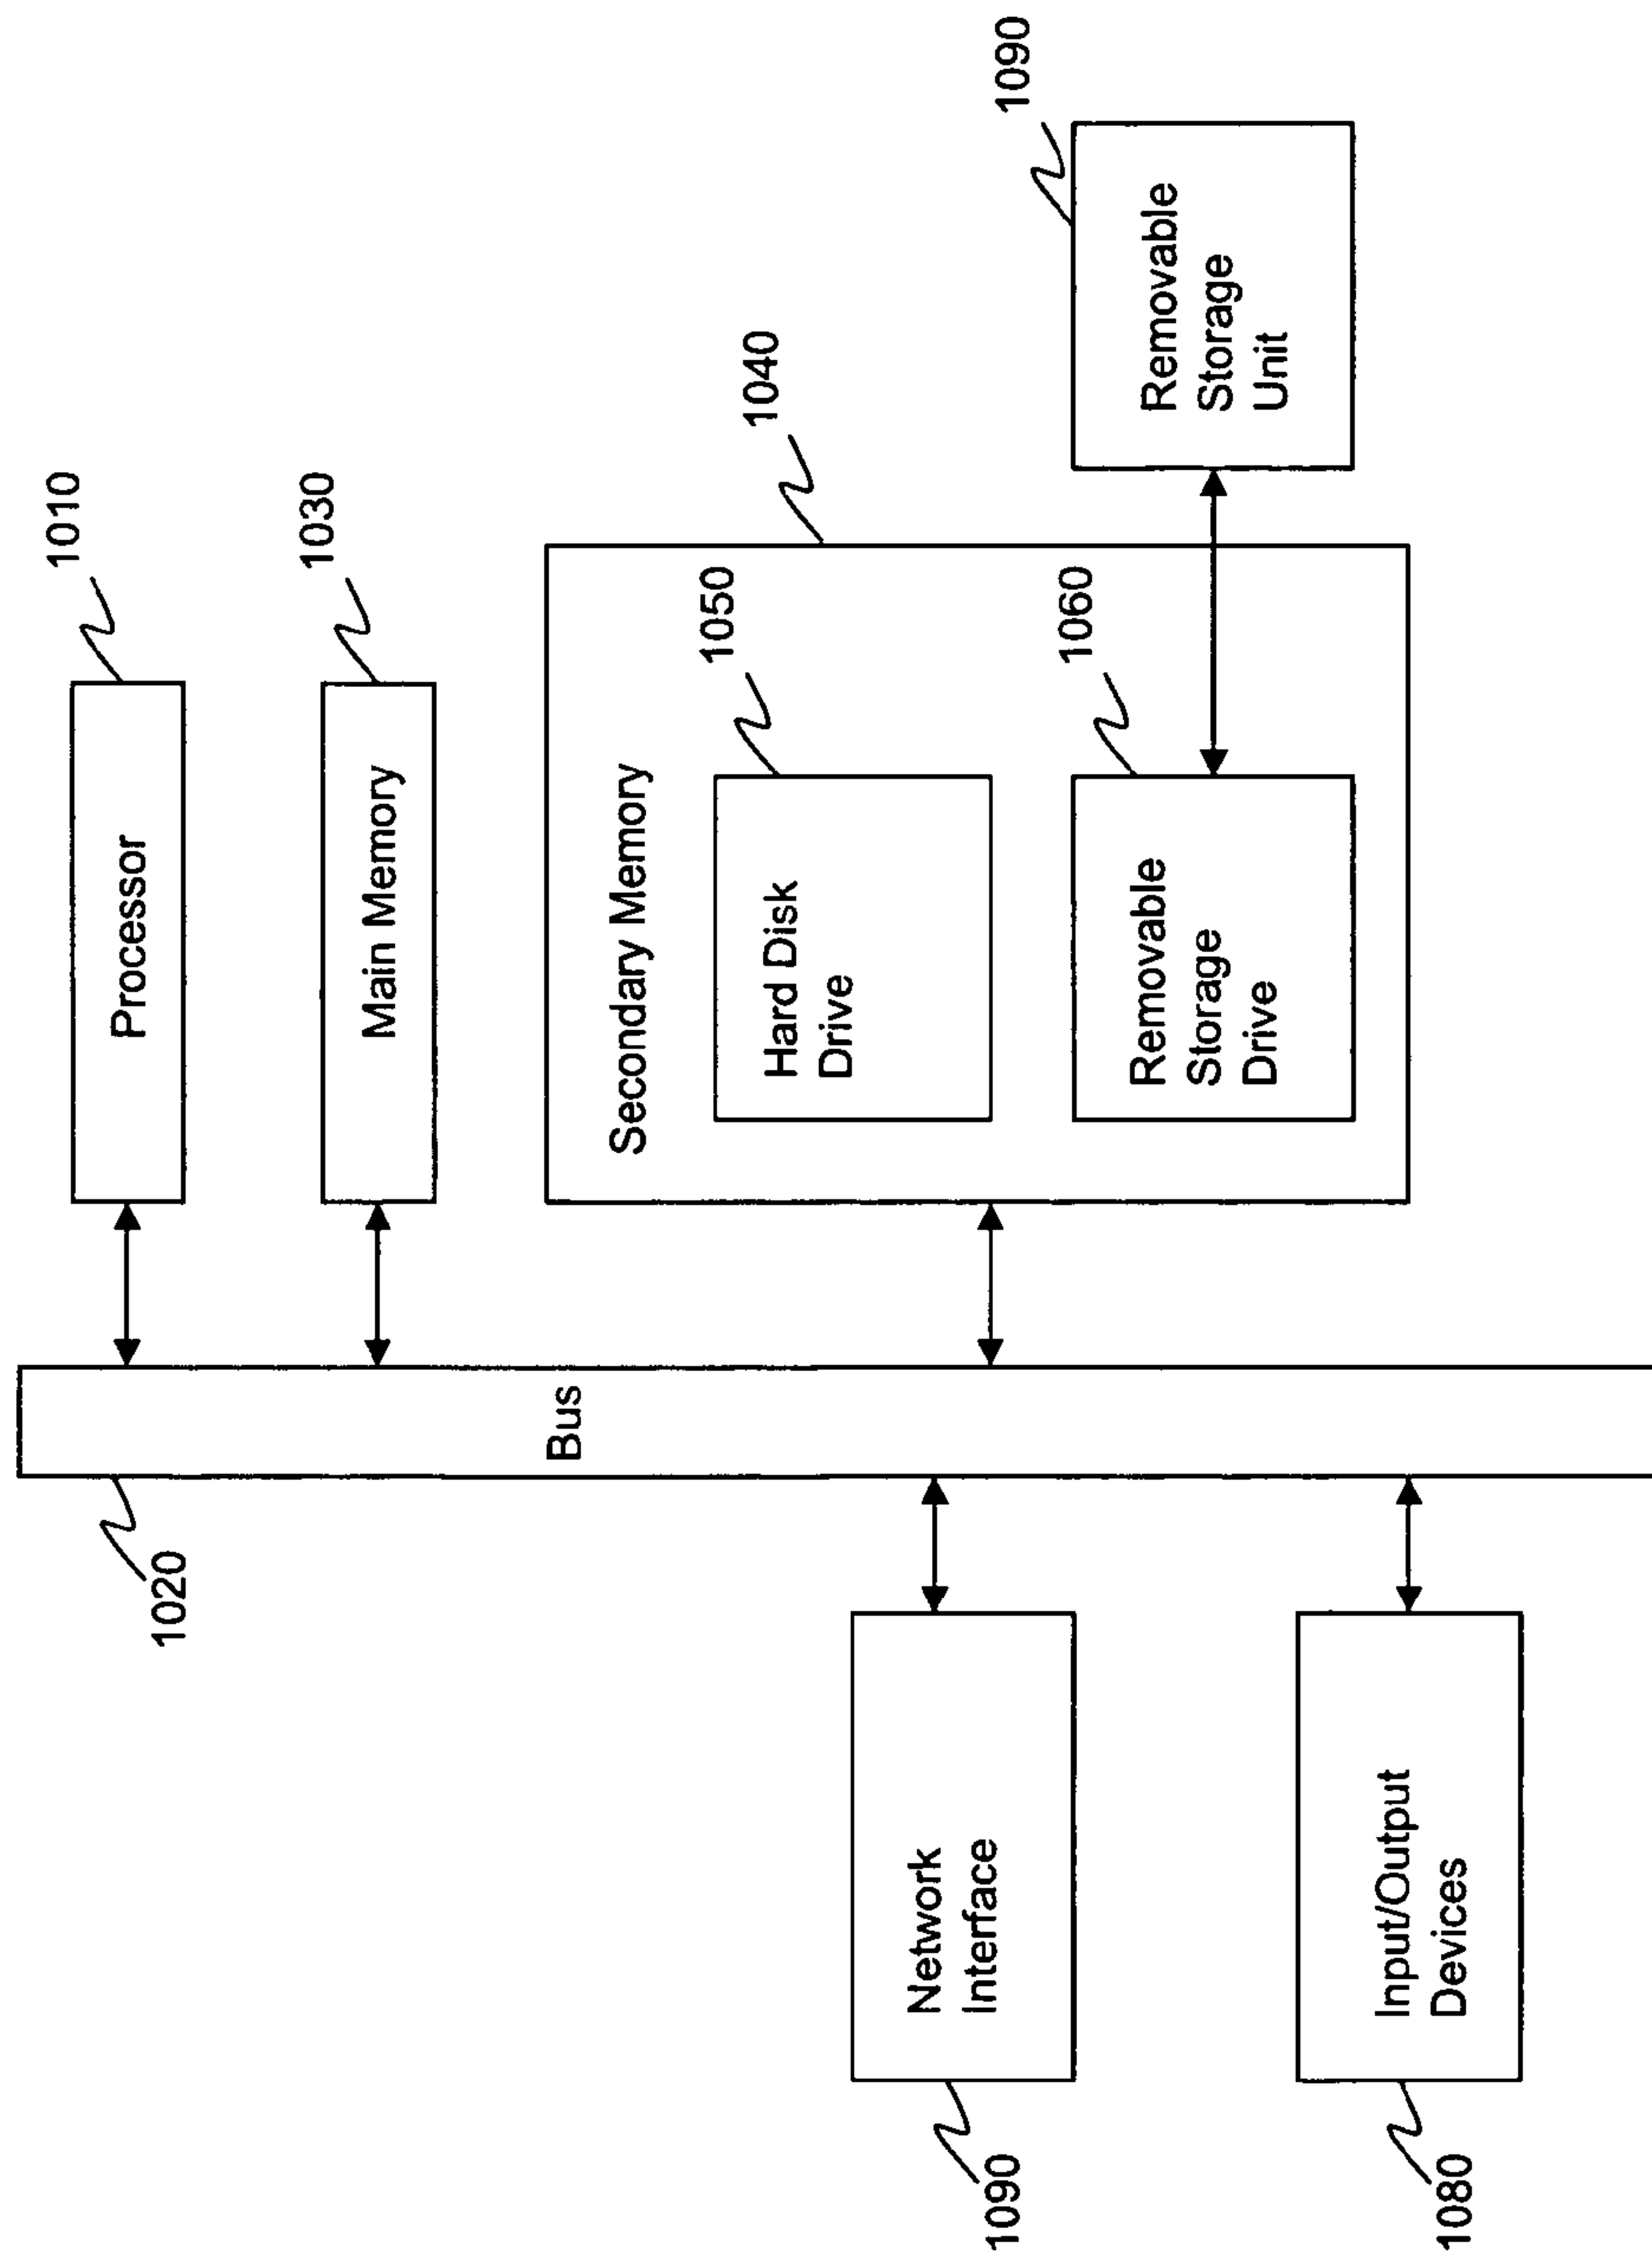 1010
Processor
1030
Main Memory
1040
Secondary Memory
1050
Hard Disk
Drive
1060
Removable
Storage
Drive
1090
Removable
Storage
Unit
Bus
1020
Network
Interface
1090
Input/Output
Devices
1080